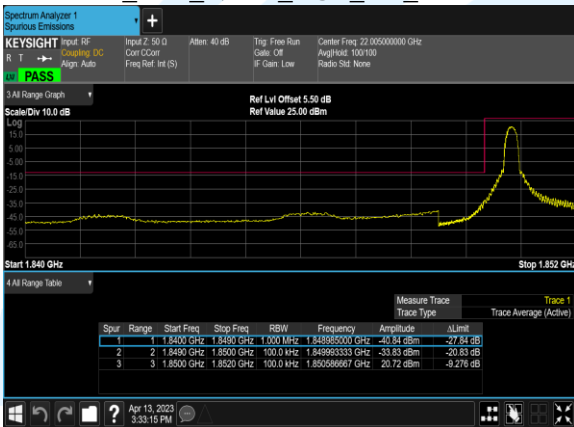 Spectrum Analyzer 1
Spurious Emissions
+
KEYSIGHT Input: RF Input Z: 50 Ω Atten: 40 dB Trig: Free Run Center Freq: 22.005000000 GHz
R T Coupling: DC Corr CCorr Gate: Off Avg|Hold: 100/100
Align: Auto Freq Ref: Int (S) IF Gain: Low Radio Std: None
PASS
3 All Range Graph
Ref Lvl Offset 5.50 dB
Scale/Div 10.0 dB Ref Value 25.00 dBm
Log
15.0
5.00
-5.00
-15.0
-25.0
-35.0
-45.0
-55.0
-65.0
Start 1.840 GHz Stop 1.852 GHz
4 All Range Table
Measure Trace Trace 1
Trace Type Trace Average (Active)
Spur Range Start Freq Stop Freq RBW Frequency Amplitude ΔLimit
1 1 1.8400 GHz 1.8490 GHz 1.000 MHz 1.848985000 GHz -40.84 dBm -27.84 dB
2 2 1.8490 GHz 1.8500 GHz 100.0 kHz 1.849993333 GHz -33.83 dBm -20.83 dB
3 3 1.8500 GHz 1.8520 GHz 100.0 kHz 1.850586667 GHz 20.72 dBm -9.276 dB
?
Apr 13, 2023
3:33:15 PM